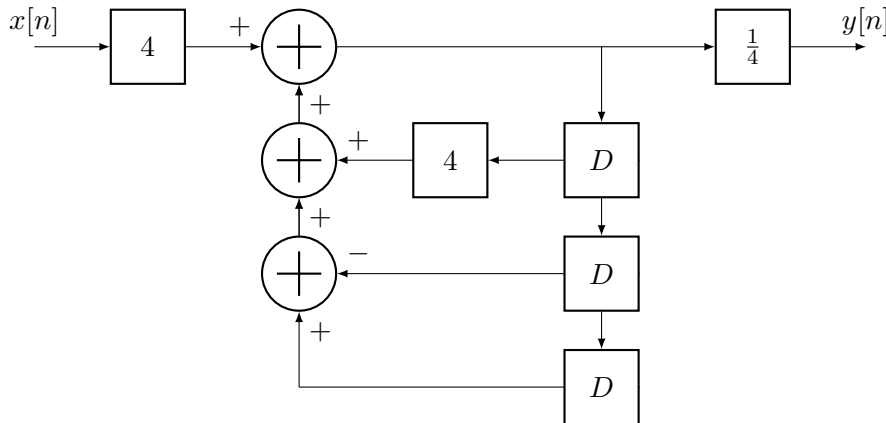 x[n] 4 + 1/4 y[n]
+
+ 4 D
+
− D
+
D